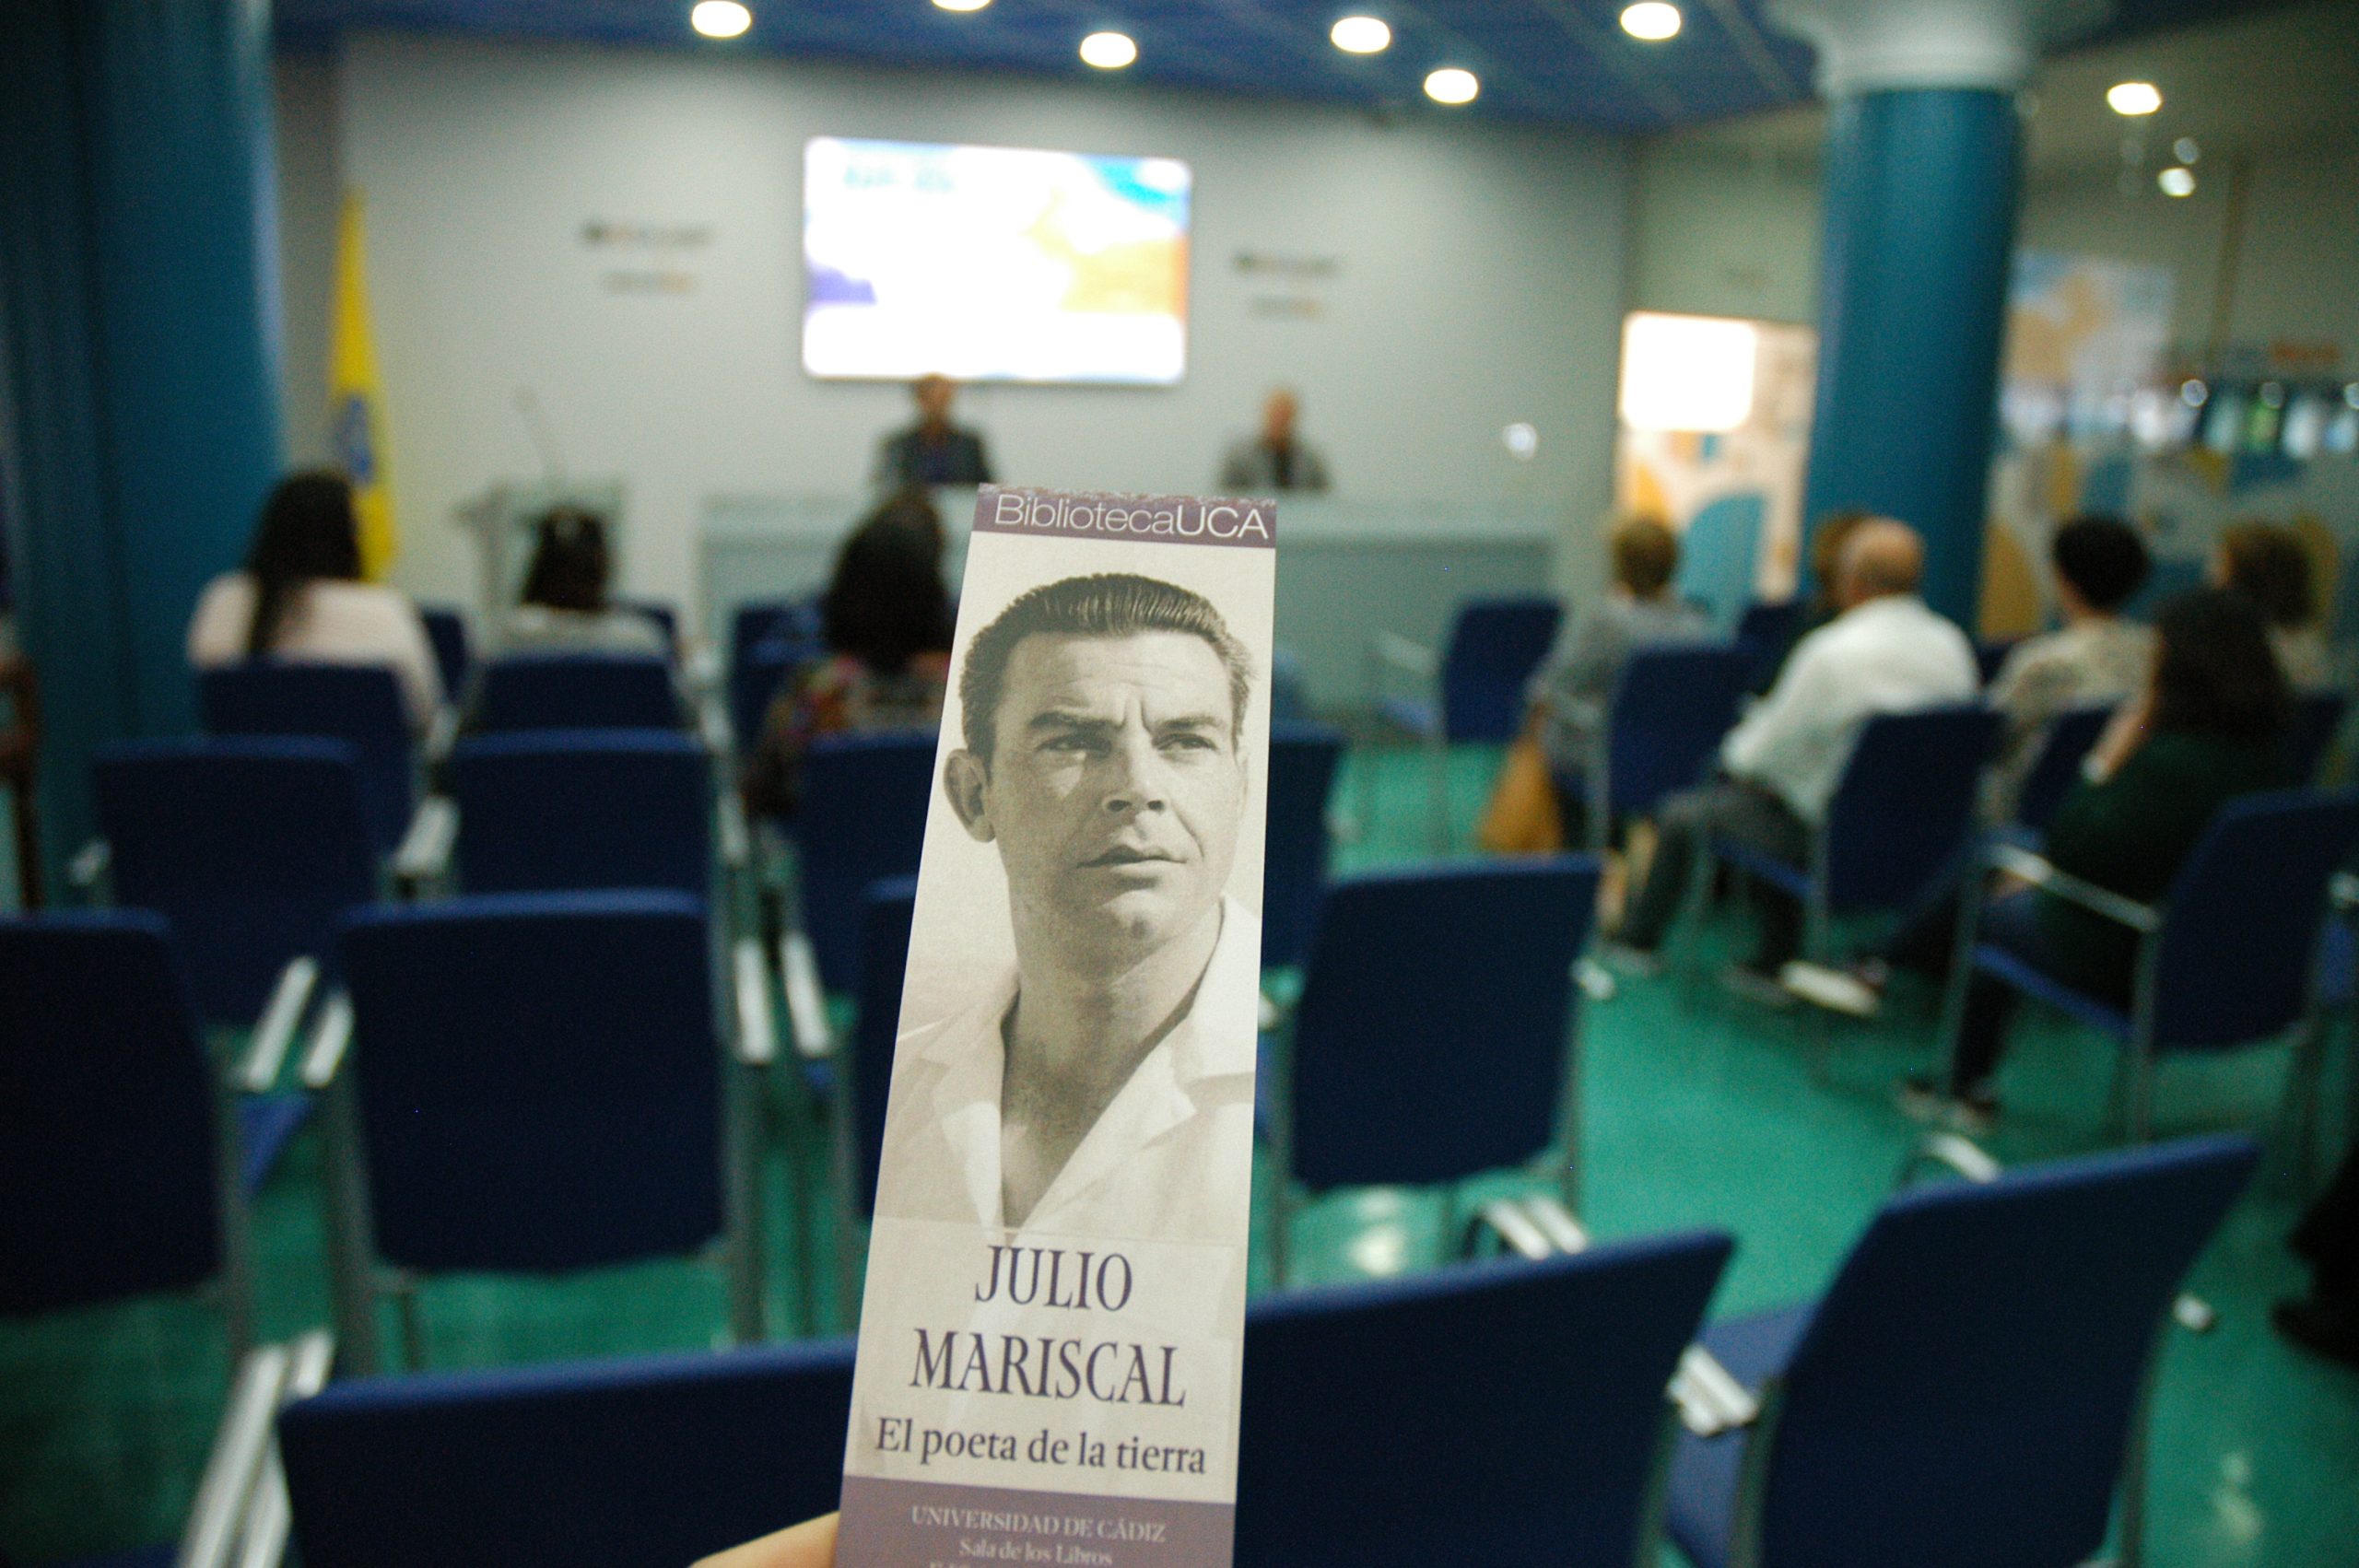 BibliotecaUCA
JULIO
MARISCAL
El poeta de la tierra
UNIVERSIDAD DE CÁDIZ
Sala de los Libros